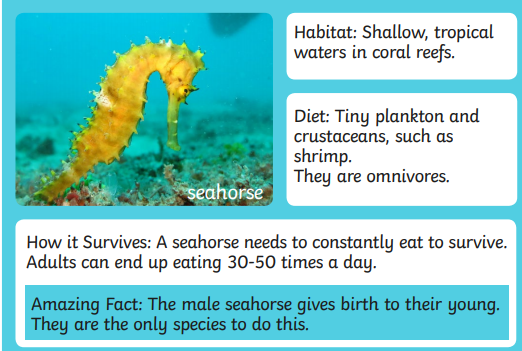 seahorse
Habitat: Shallow, tropical
waters in coral reefs.
Diet: Tiny plankton and
crustaceans, such as
shrimp.
They are omnivores.
How it Survives: A seahorse needs to constantly eat to survive.
Adults can end up eating 30-50 times a day.
Amazing Fact: The male seahorse gives birth to their young.
They are the only species to do this.